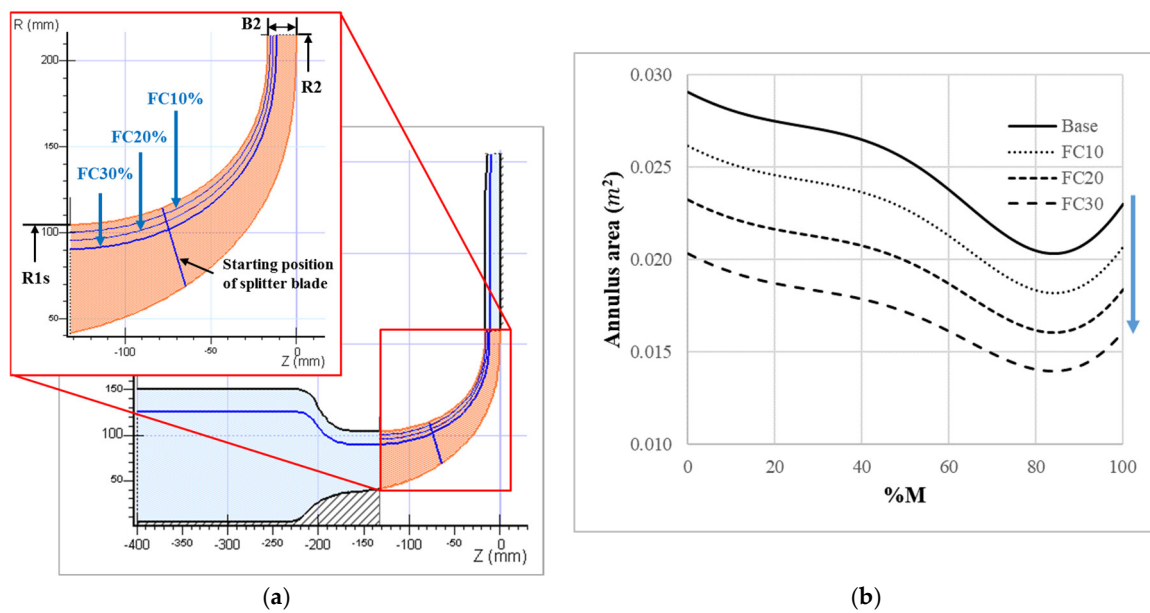 R (mm)
200
150
100
50
-100
-50
0
Z (mm)
B2
R2
FC10%
FC20%
FC30%
R1s
Starting position
of splitter blade
150
100
50
-400
-350
-300
-250
-200
-150
-100
-50
0
Z (mm)
(a)
0.030
0.025
0.020
0.015
0.010
Annulus area (m²)
0
20
40
60
80
100
%M
Base
FC10
FC20
FC30
(b)